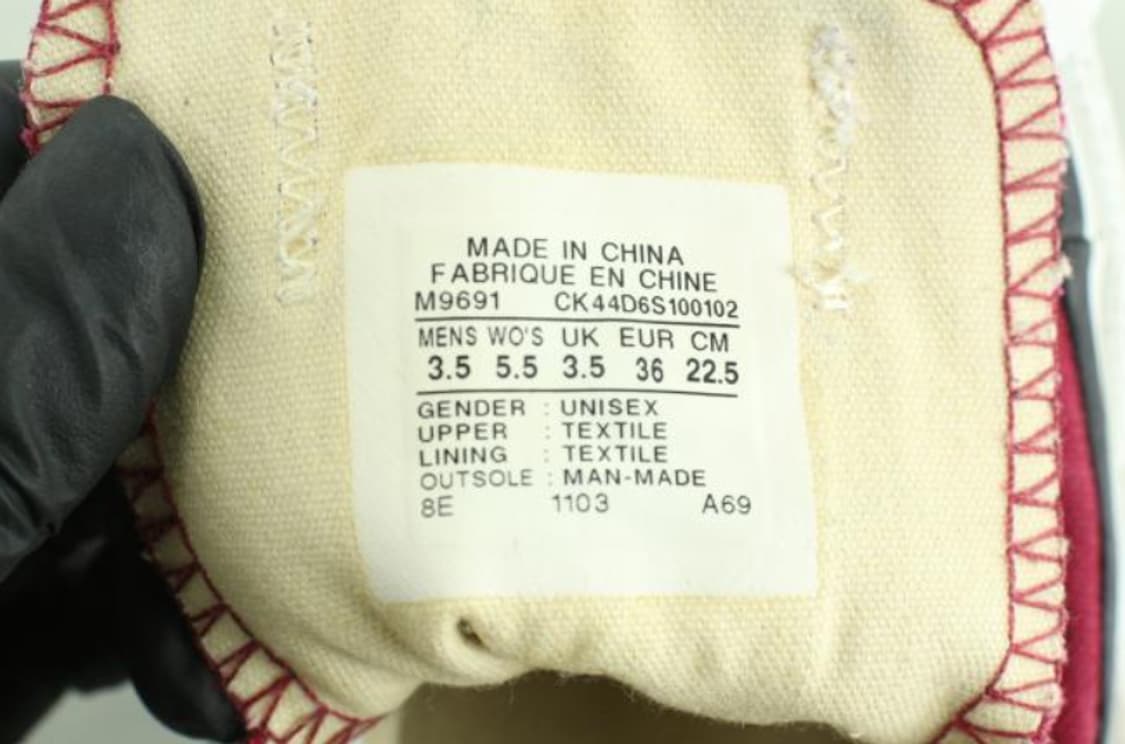 MADE IN CHINA
FABRIQUE EN CHINE
M9691 CK44D6S100102
MENS WO'S UK EUR CM
3.5 5.5 3.5 36 22.5
GENDER : UNISEX
UPPER : TEXTILE
LINING : TEXTILE
OUTSOLE : MAN-MADE
8E 1103 A69